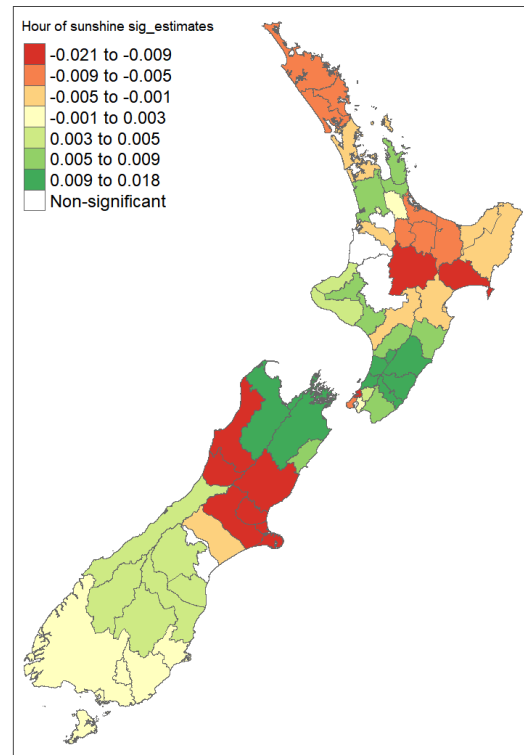 Hour of sunshine sig_estimates
-0.021 to -0.009
-0.009 to -0.005
-0.005 to -0.001
-0.001 to 0.003
0.003 to 0.005
0.005 to 0.009
0.009 to 0.018
Non-significant